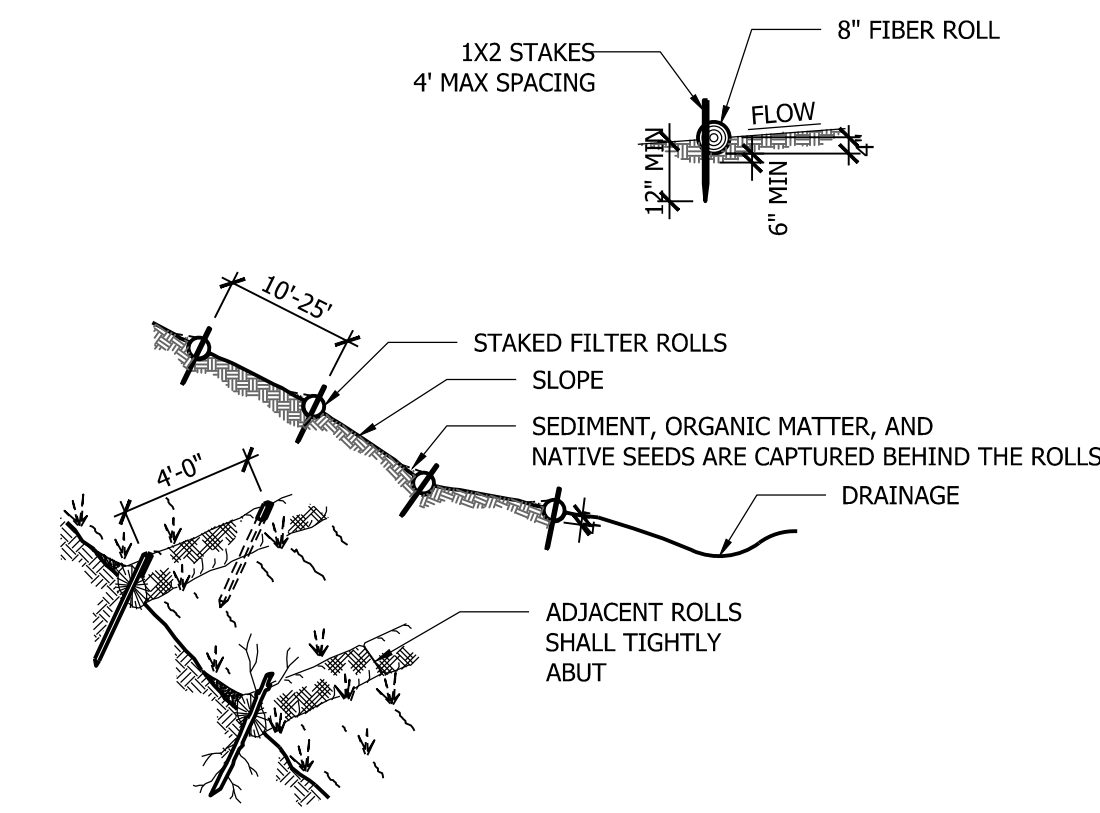 8" FIBER ROLL
1X2 STAKES
4' MAX SPACING
FLOW
12" MIN
4"
6" MIN
10'-25'
STAKED FILTER ROLLS
SLOPE
SEDIMENT, ORGANIC MATTER, AND
NATIVE SEEDS ARE CAPTURED BEHIND THE ROLLS
4'-0"
DRAINAGE
ADJACENT ROLLS
SHALL TIGHTLY
ABUT